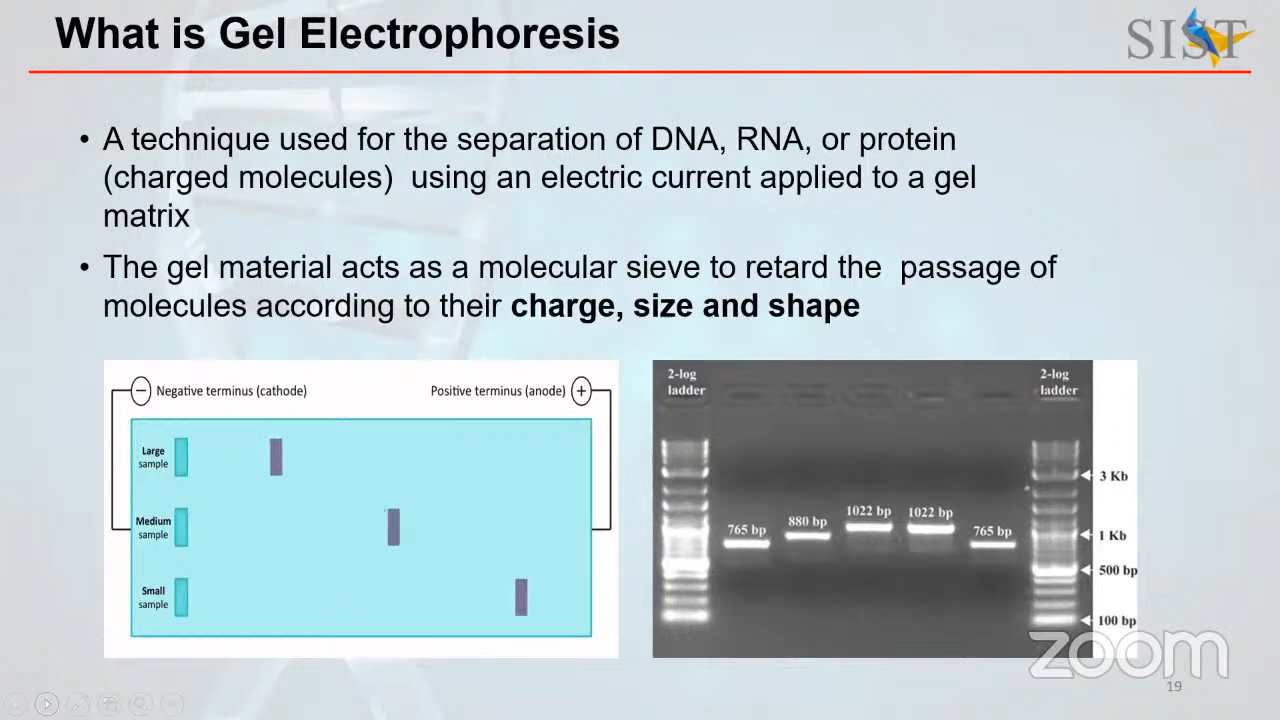 What is Gel Electrophoresis
SIST
• A technique used for the separation of DNA, RNA, or protein
(charged molecules)  using an electric current applied to a gel
matrix
• The gel material acts as a molecular sieve to retard the  passage of
molecules according to their charge, size and shape
− Negative terminus (cathode)
Positive terminus (anode) +
Large
sample
Medium
sample
Small
sample
2-log
ladder
2-log
ladder
765 bp
880 bp
1022 bp
1022 bp
765 bp
3 Kb
1 Kb
500 bp
100 bp
zoom
19